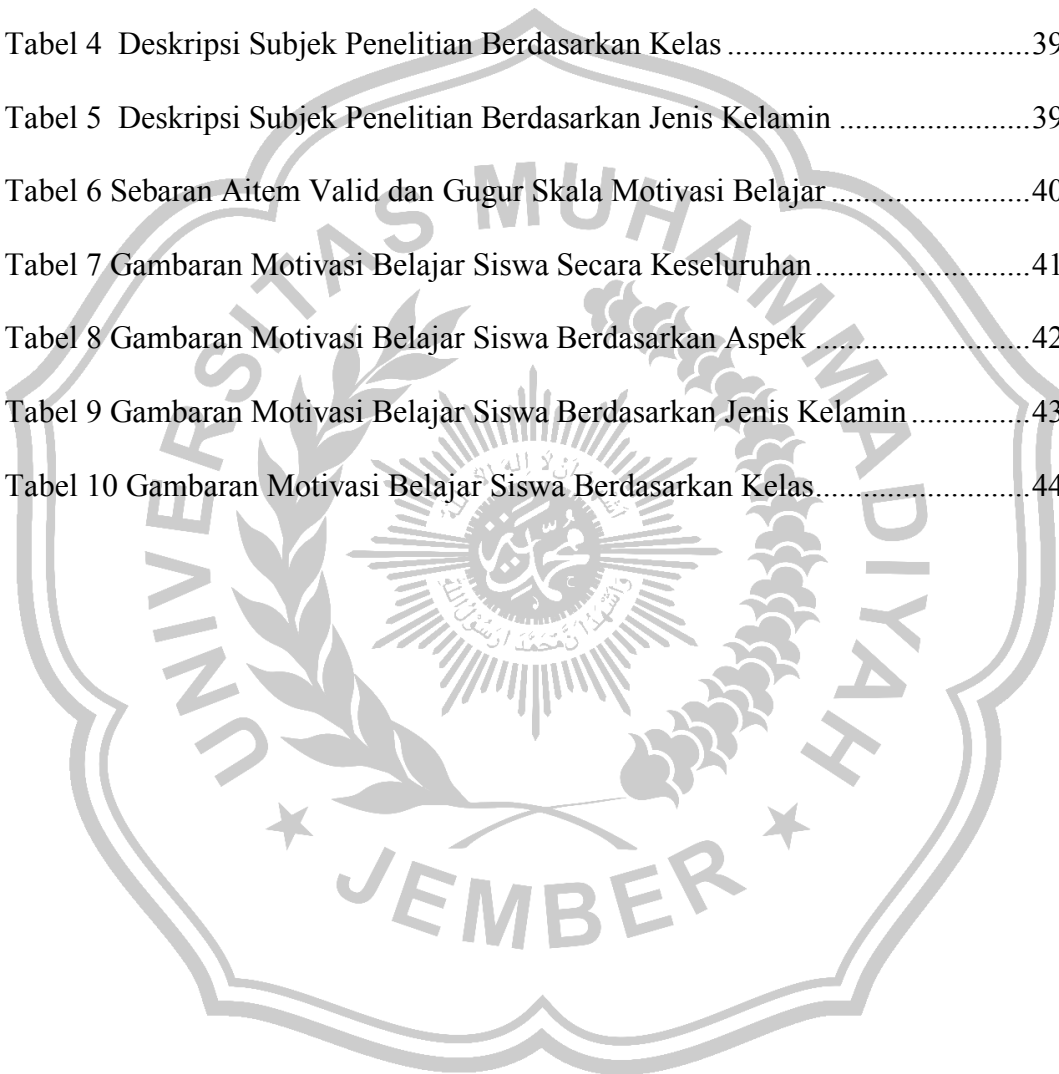 Tabel 4  Deskripsi Subjek Penelitian Berdasarkan Kelas ..................................39
Tabel 5  Deskripsi Subjek Penelitian Berdasarkan Jenis Kelamin .....................39
Tabel 6 Sebaran Aitem Valid dan Gugur Skala Motivasi Belajar ......................40
Tabel 7 Gambaran Motivasi Belajar Siswa Secara Keseluruhan........................41
Tabel 8 Gambaran Motivasi Belajar Siswa Berdasarkan Aspek ........................42
Tabel 9 Gambaran Motivasi Belajar Siswa Berdasarkan Jenis Kelamin .............43
Tabel 10 Gambaran Motivasi Belajar Siswa Berdasarkan Kelas........................44
UNIVERSITAS MUHAMMADIYAH
JEMBER